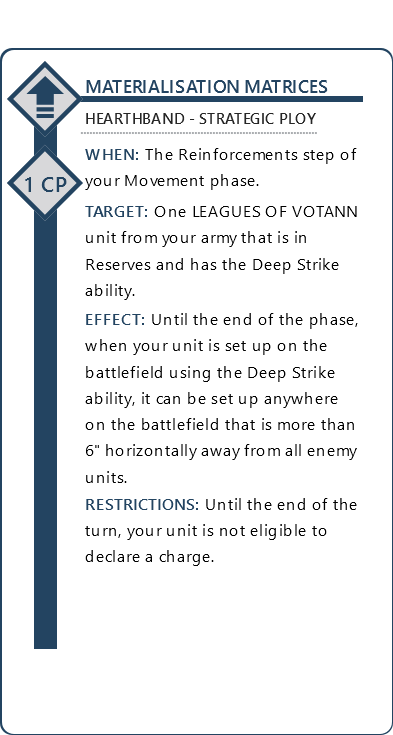 MATERIALISATION MATRICES
HEARTHBAND - STRATEGIC PLOY
1 CP
WHEN: The Reinforcements step of
your Movement phase.
TARGET: One LEAGUES OF VOTANN
unit from your army that is in
Reserves and has the Deep Strike
ability.
EFFECT: Until the end of the phase,
when your unit is set up on the
battlefield using the Deep Strike
ability, it can be set up anywhere
on the battlefield that is more than
6" horizontally away from all enemy
units.
RESTRICTIONS: Until the end of the
turn, your unit is not eligible to
declare a charge.